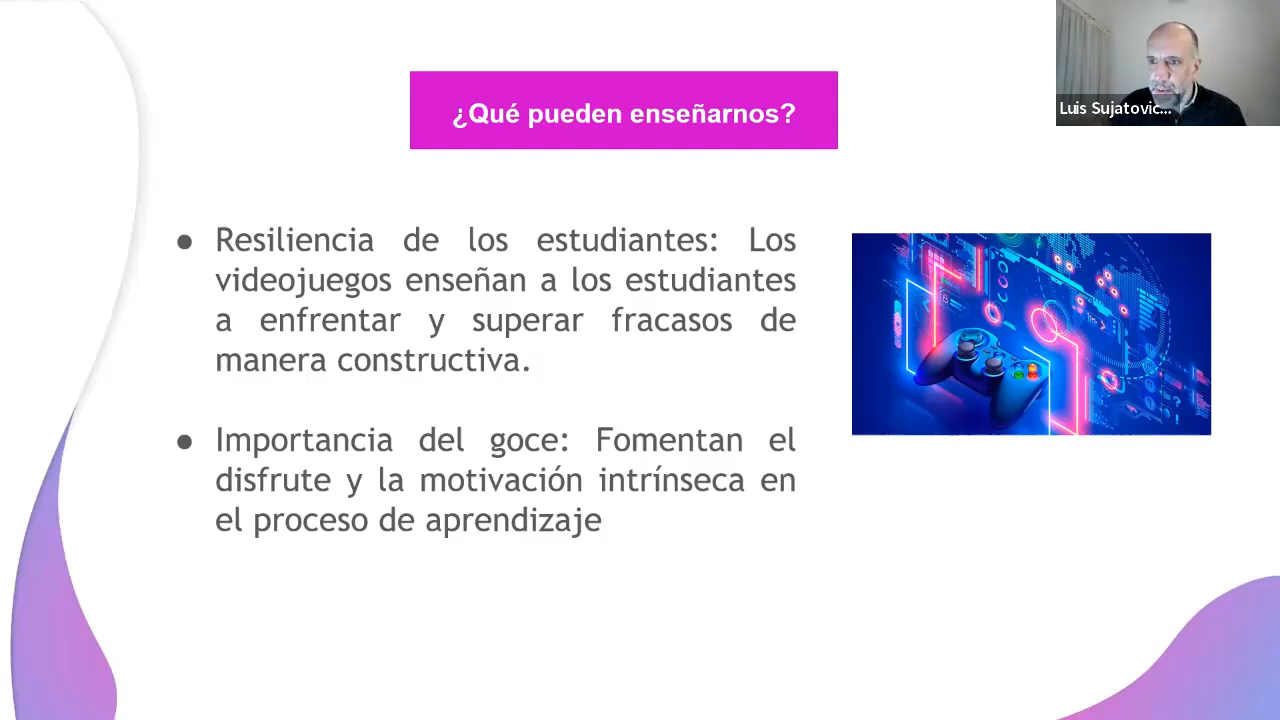 ¿Qué pueden enseñarnos?
Luis Sujatovic...
● Resiliencia de los estudiantes: Los
videojuegos enseñan a los estudiantes
a enfrentar y superar fracasos de
manera constructiva.
● Importancia del goce: Fomentan el
disfrute y la motivación intrínseca en
el proceso de aprendizaje